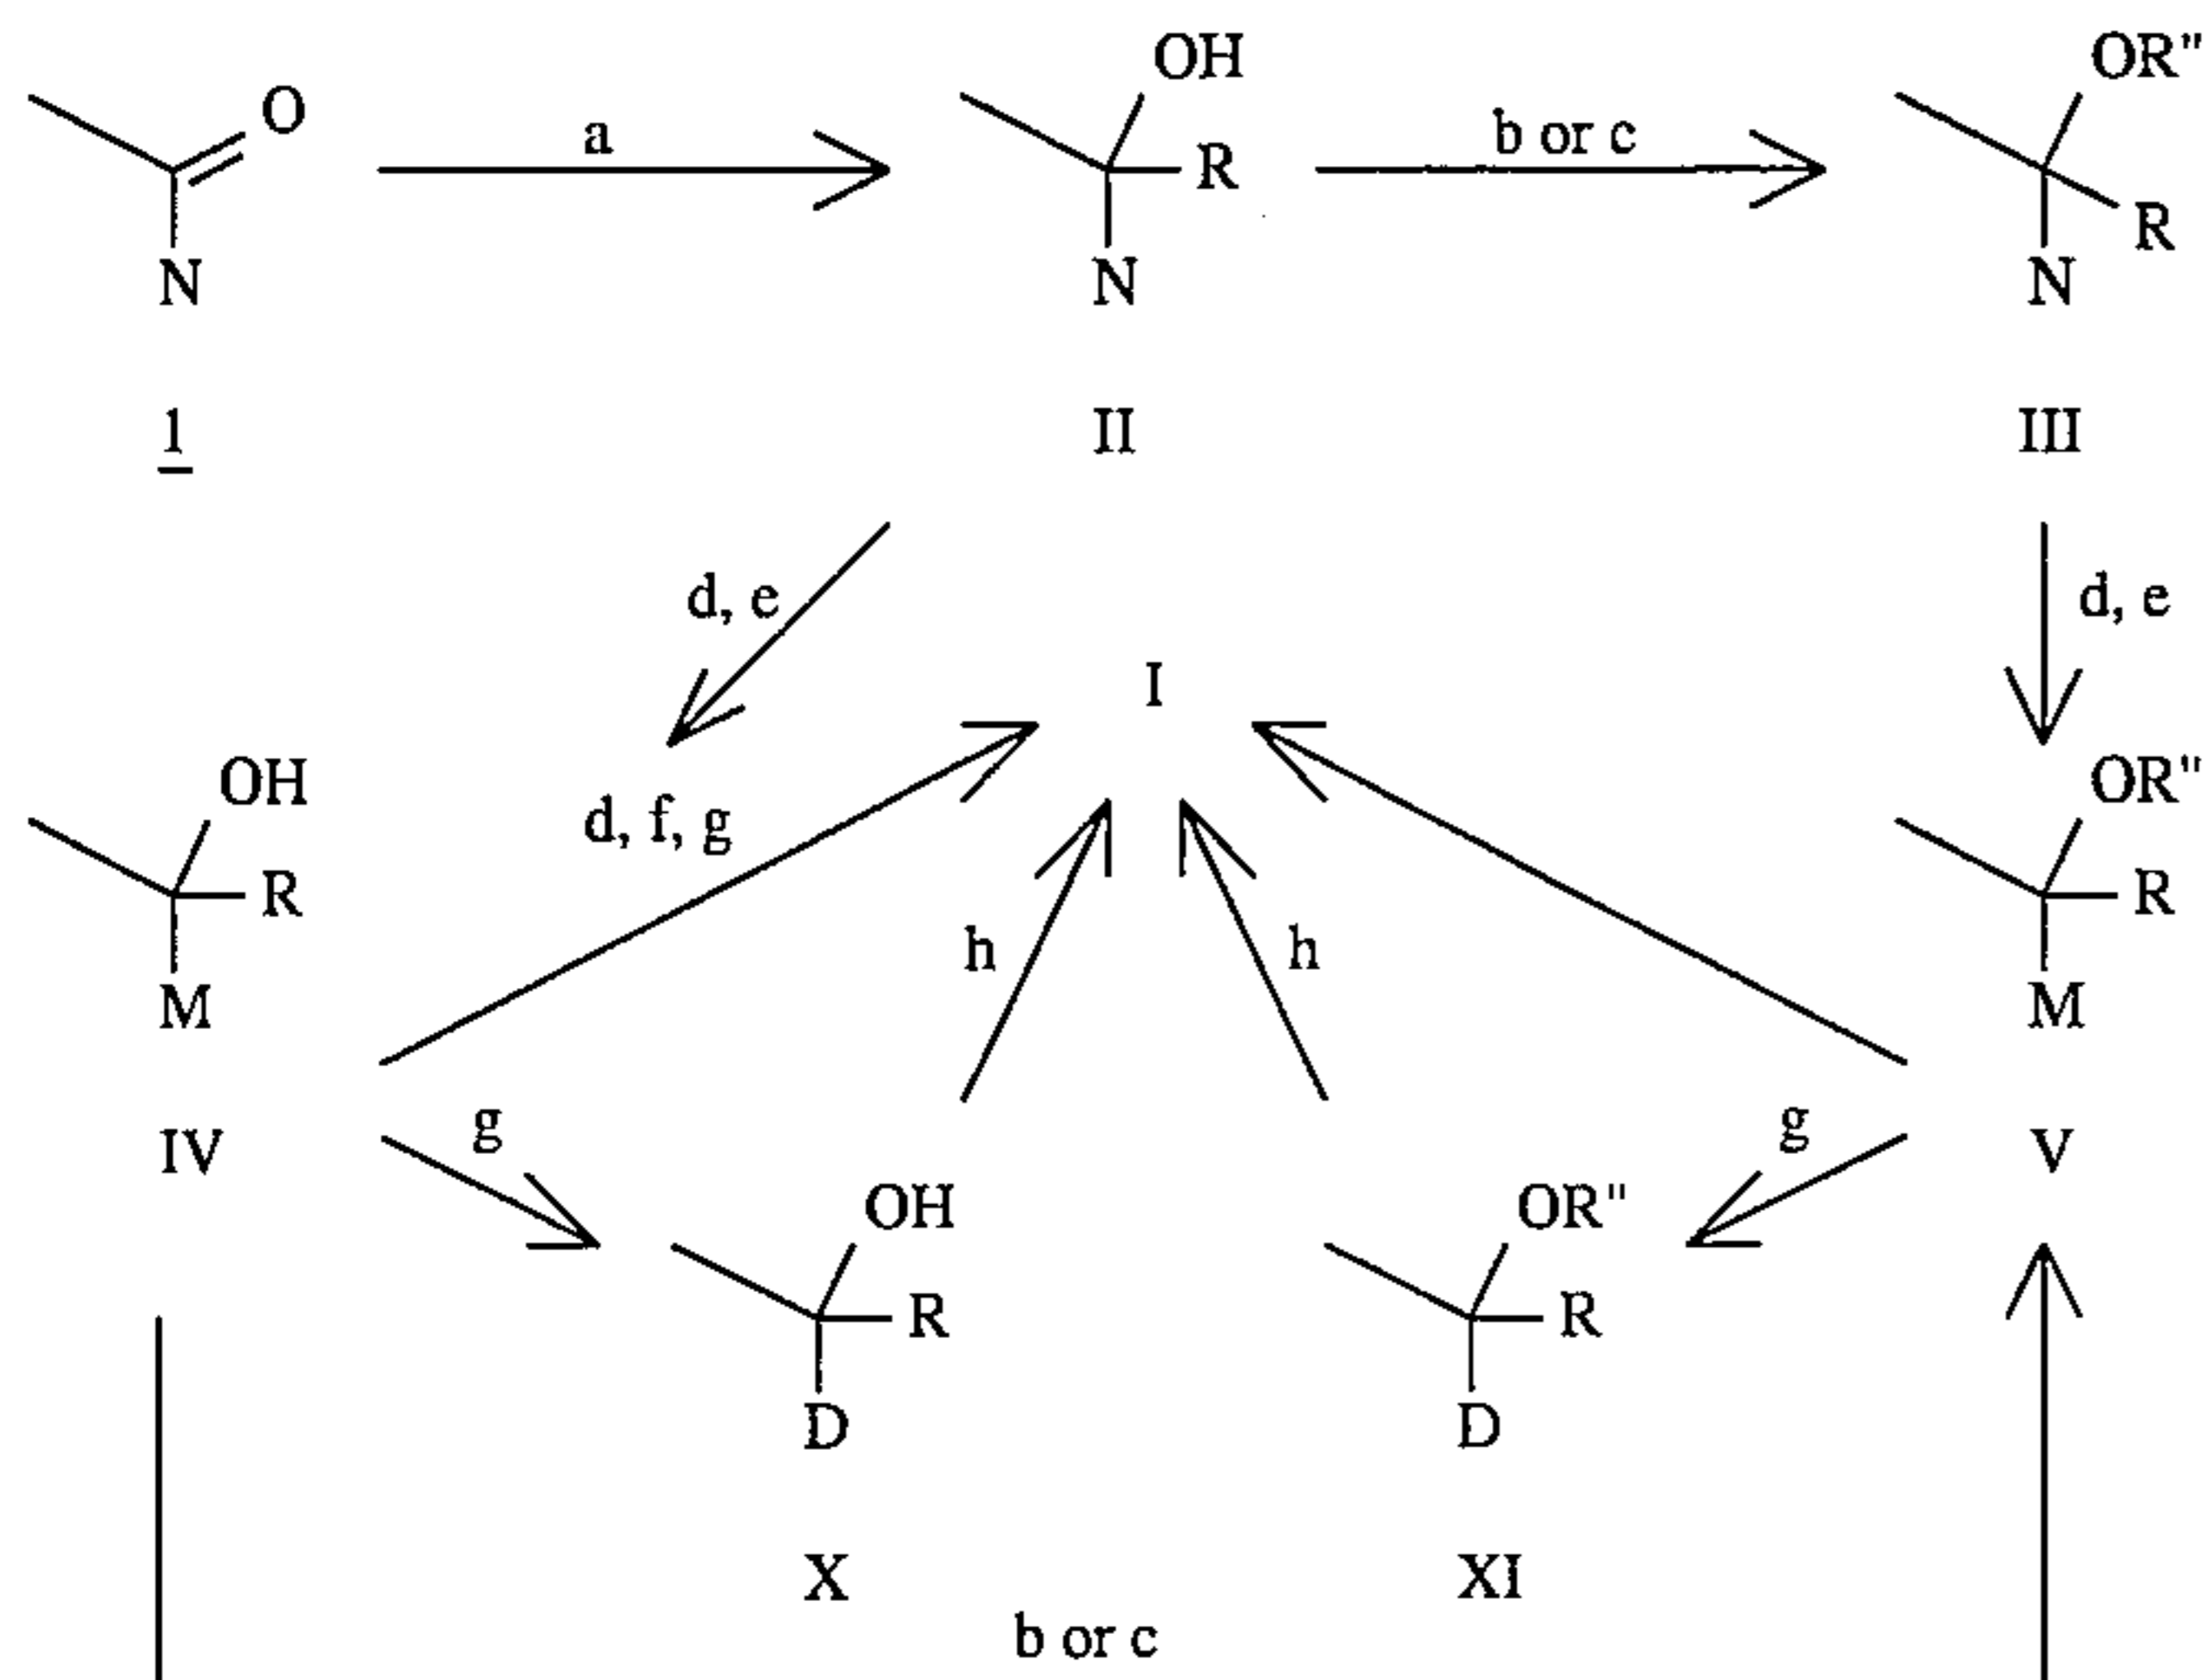 OH
OR"
O
a
R
b or c
R
N
N
N
1
II
III
d, e
d, e
I
OH
OR"
d, f, g
R
R
h
h
M
M
g
g
IV
V
OH
OR"
R
R
D
D
X
XI
b or c